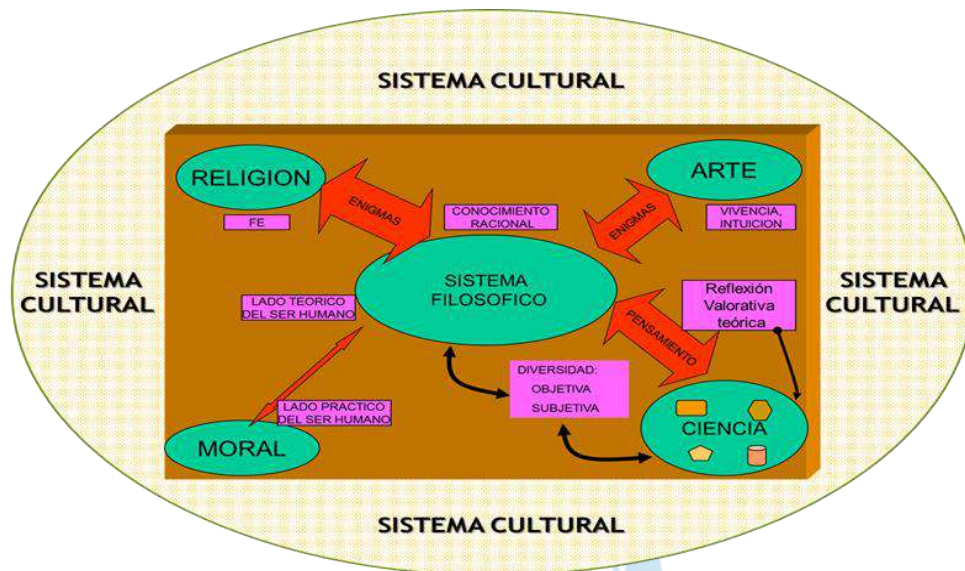 SISTEMA CULTURAL
RELIGION
ARTE
ENIGMAS
ENIGMAS
FE
CONOCIMIENTO
RACIONAL
VIVENCIA,
INTUICION
SISTEMA
CULTURAL
SISTEMA
FILOSOFICO
SISTEMA
CULTURAL
LADO TEORICO
DEL SER HUMANO
PENSAMIENTO
Reflexión
Valorativa
teórica
DIVERSIDAD:
OBJETIVA
SUBJETIVA
LADO PRACTICO
DEL SER HUMANO
MORAL
CIENCIA
SISTEMA CULTURAL